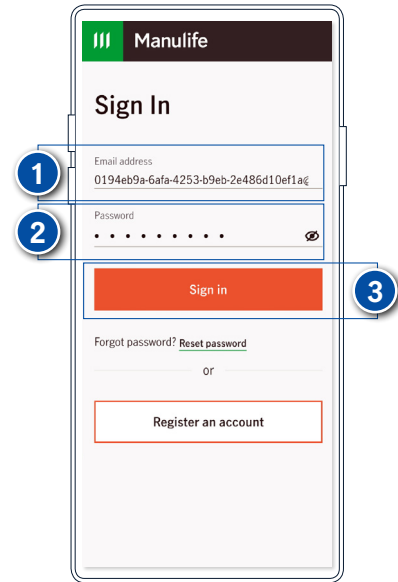 Manulife
Sign In
1
Email address
0194eb9a-6afa-4253-b9eb-2e486d10ef1a@
2
Password
Sign in
3
Forgot password? Reset password
or
Register an account